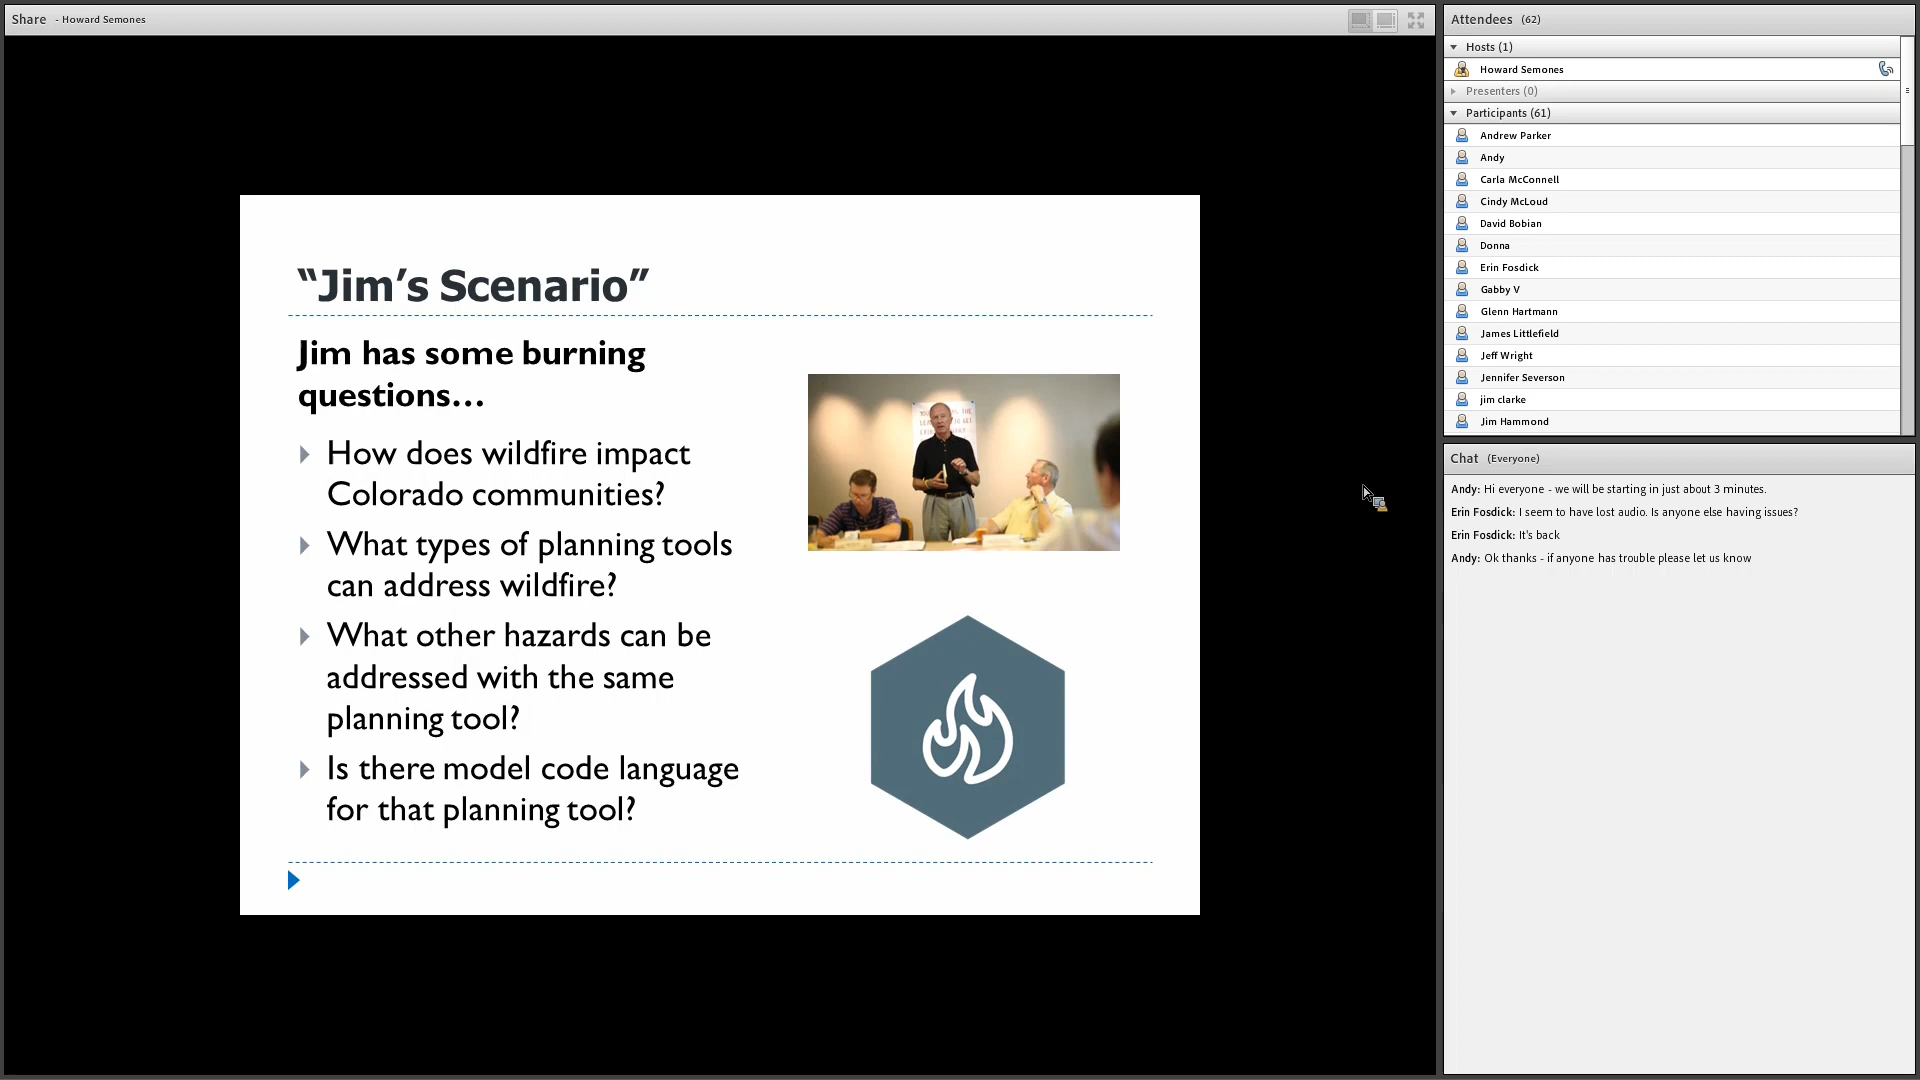 Share - Howard Semones
“Jim’s Scenario”
Jim has some burning
questions…
How does wildfire impact
Colorado communities?
What types of planning tools
can address wildfire?
What other hazards can be
addressed with the same
planning tool?
Is there model code language
for that planning tool?
Attendees (62)
Hosts (1)
Howard Semones
Presenters (0)
Participants (61)
Andrew Parker
Andy
Carla McConnell
Cindy McLoud
David Bobian
Donna
Erin Fosdick
Gabby V
Glenn Hartmann
James Littlefield
Jeff Wright
Jennifer Severson
jim clarke
Jim Hammond
Chat (Everyone)
Andy: Hi everyone - we will be starting in just about 3 minutes.
Erin Fosdick: I seem to have lost audio. Is anyone else having issues?
Erin Fosdick: It's back
Andy: Ok thanks - if anyone has trouble please let us know